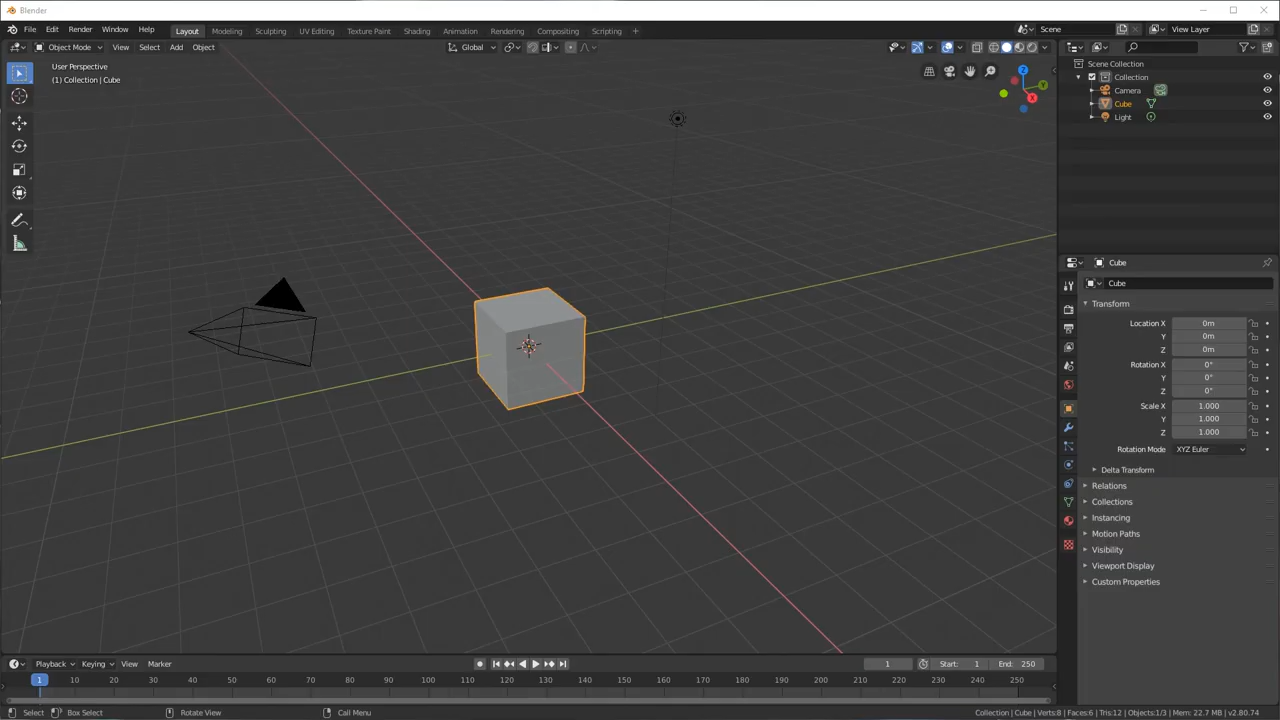 Blender
File Edit Render Window Help Layout Modeling Sculpting UV Editing Texture Paint Shading Animation Rendering Compositing Scripting + Scene View Layer
Object Mode View Select Add Object Global
User Perspective
(1) Collection | Cube
Z
Y
X
Scene Collection
Collection
Camera
Cube
Light
Cube
Cube
Transform
Location X 0m
Y 0m
Z 0m
Rotation X 0°
Y 0°
Z 0°
Scale X 1.000
Y 1.000
Z 1.000
Rotation Mode XYZ Euler
Delta Transform
Relations
Collections
Instancing
Motion Paths
Visibility
Viewport Display
Custom Properties
Playback Keying View Marker 1 Start: 1 End: 250
1 10 20 30 40 50 60 70 80 90 100 110 120 130 140 150 160 170 180 190 200 210 220 230 240 250
Select Box Select Rotate View Call Menu Collection | Cube | Verts:8 | Faces:6 | Tris:12 | Objects:1/3 | Mem: 22.7 MB | v2.80.74